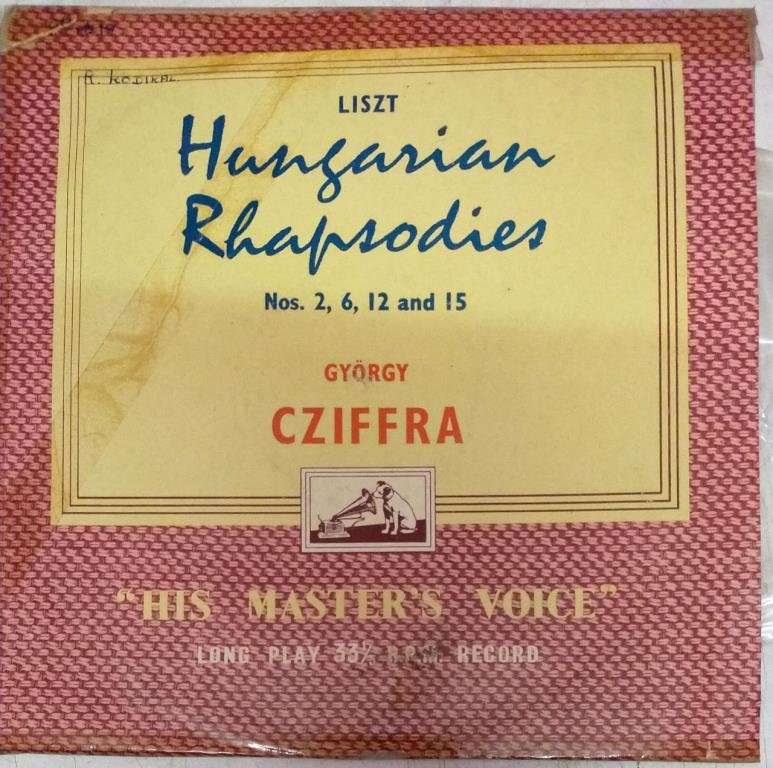 R. KODIKAL.
LISZT
Hungarian
Rhapsodies
Nos. 2, 6, 12 and 15
GYÖRGY
CZIFFRA
“HIS MASTER'S VOICE”
LONG PLAY 33⅓ R.P.M. RECORD